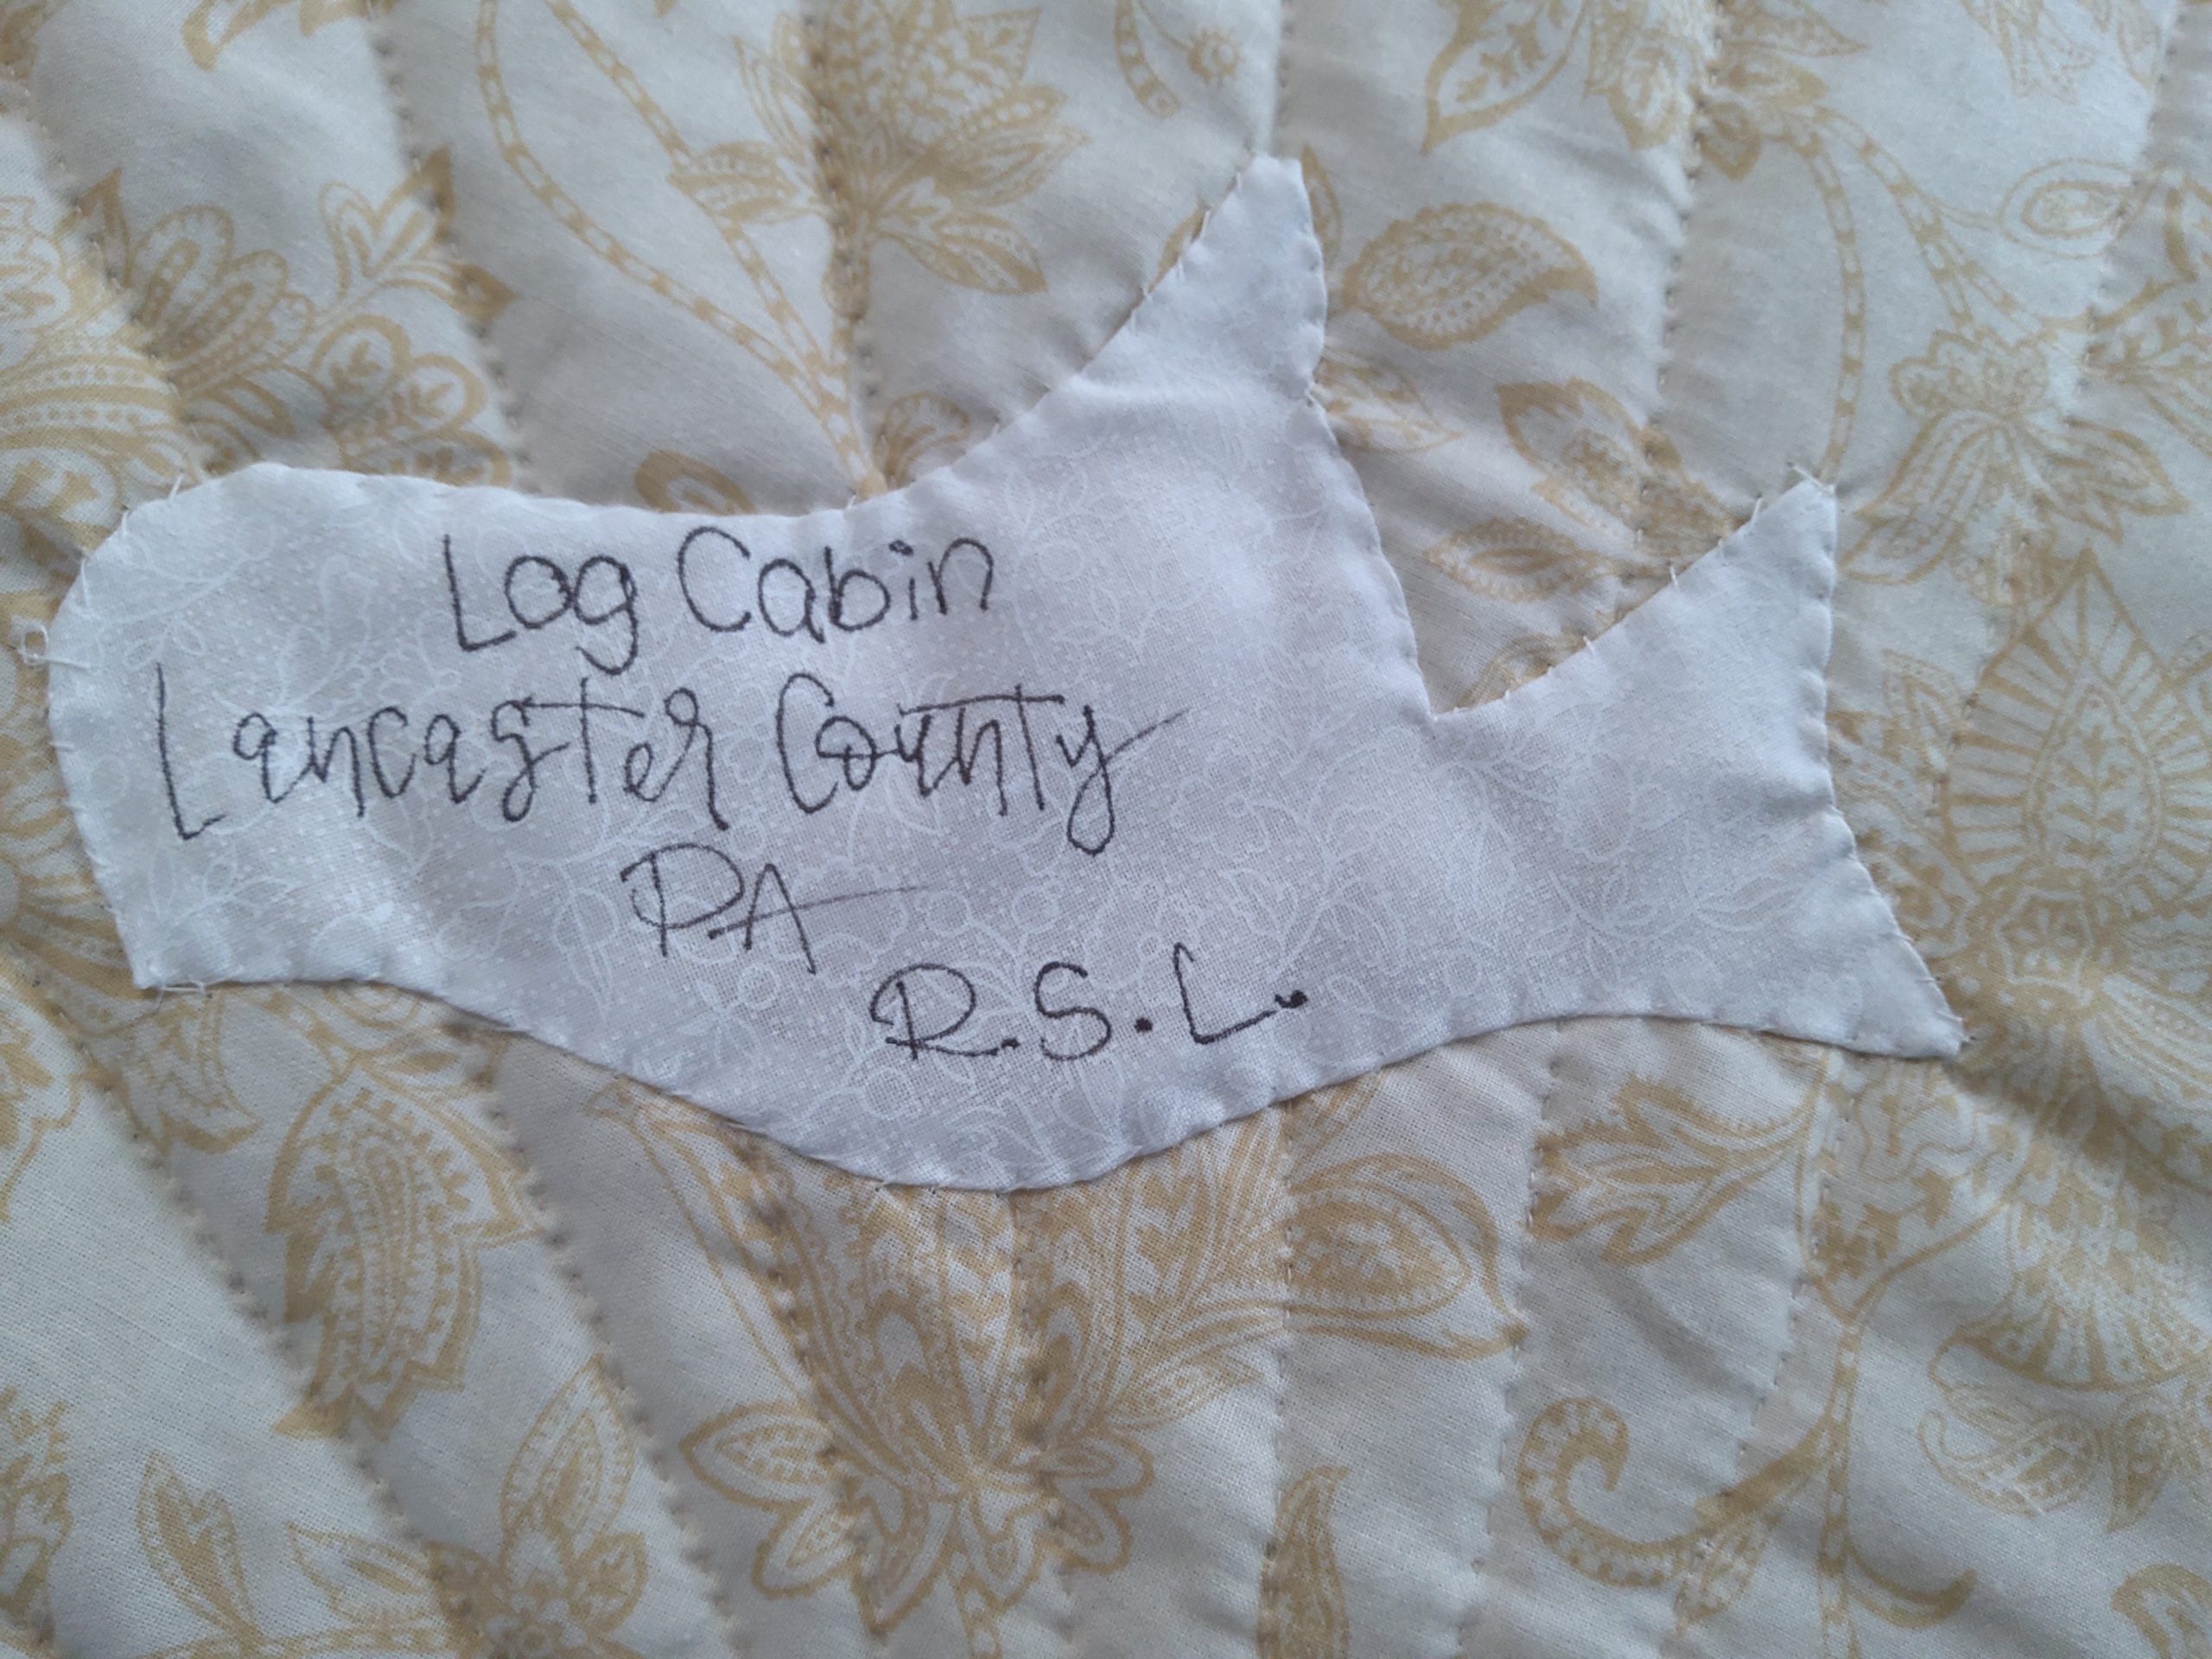 Log Cabin
Lancaster County
PA
R.S.L.